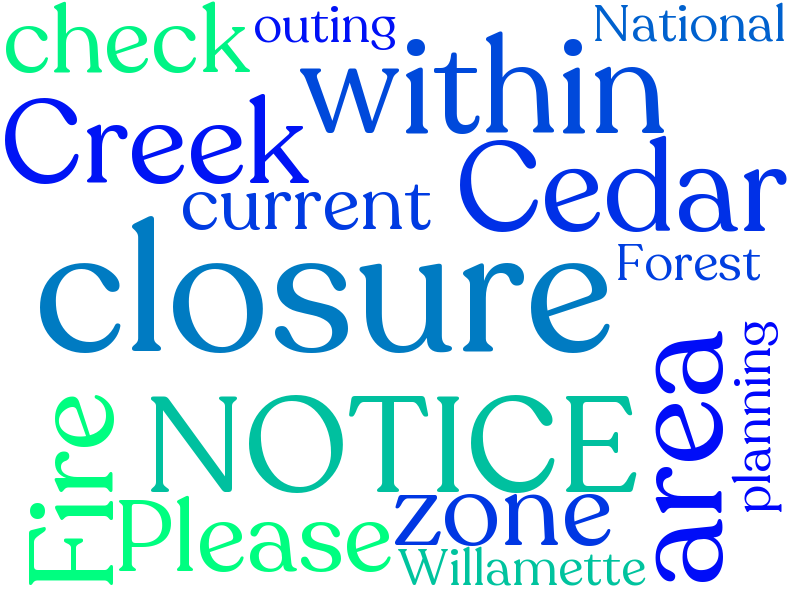 check
outing
National
within
Creek
Cedar
current
Forest
closure
area
planning
Fire
NOTICE
Please
zone
Willamette